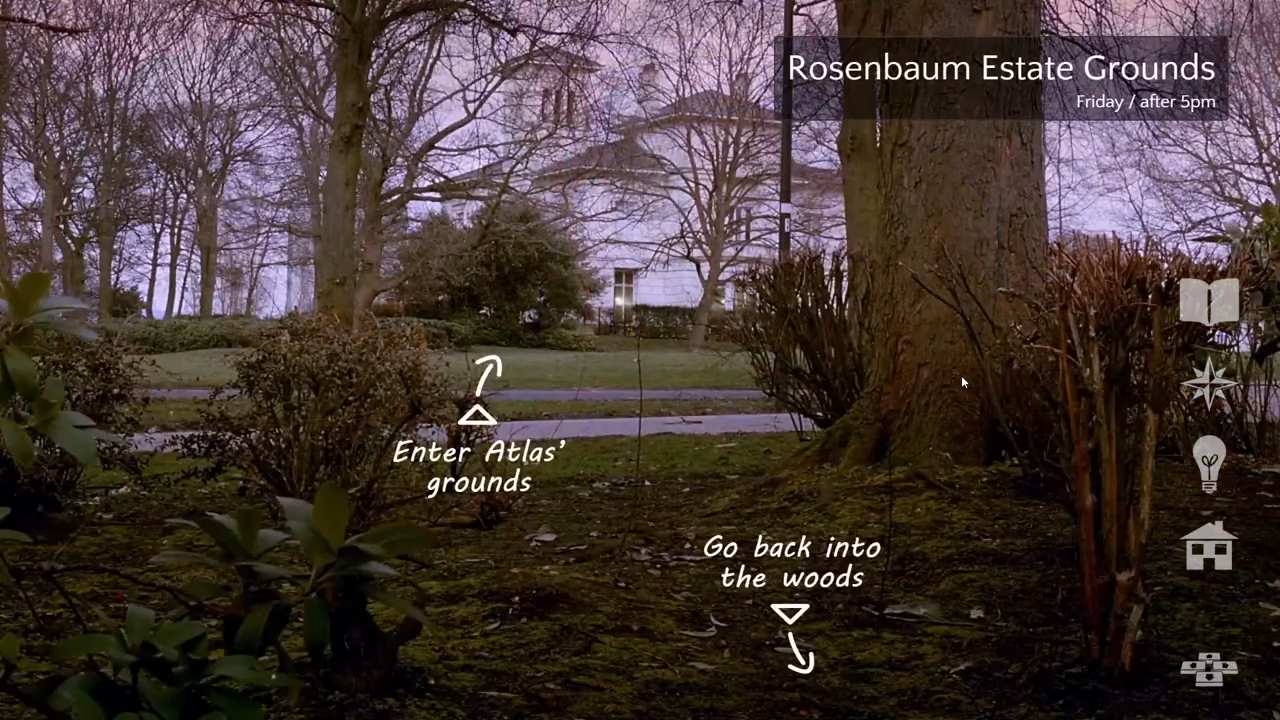 Rosenbaum Estate Grounds
Friday / after 5pm
Enter Atlas'
grounds
Go back into
the woods